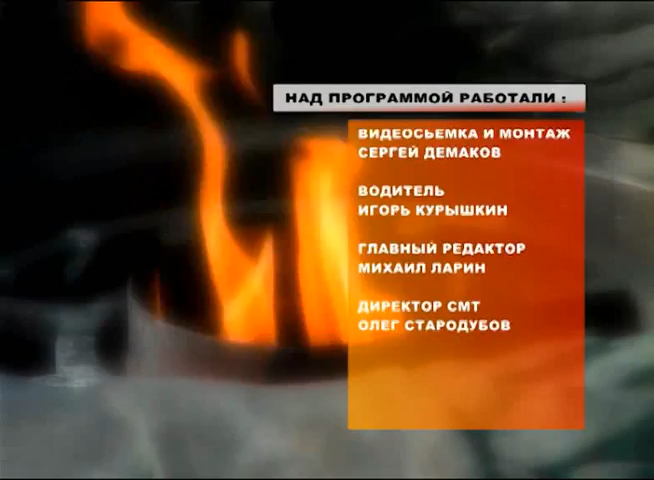 НАД ПРОГРАММОЙ РАБОТАЛИ :
ВИДЕОСЬЕМКА И МОНТАЖ
СЕРГЕЙ ДЕМАКОВ
ВОДИТЕЛЬ
ИГОРЬ КУРЫШКИН
ГЛАВНЫЙ РЕДАКТОР
МИХАИЛ ЛАРИН
ДИРЕКТОР СМТ
ОЛЕГ СТАРОДУБОВ